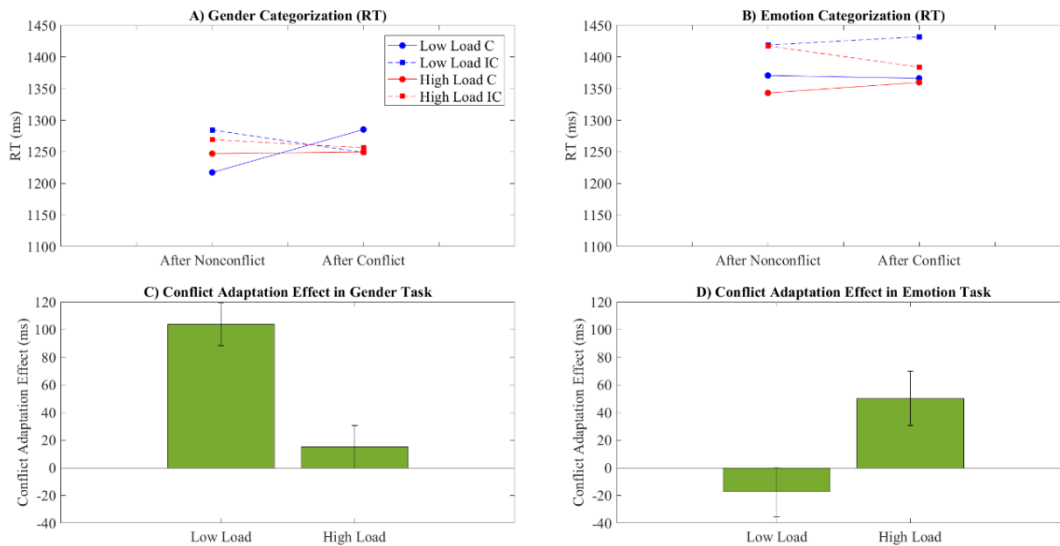 A) Gender Categorization (RT)
1450
1400
1350
1300
1250
1200
1150
1100
RT (ms)
Low Load C
Low Load IC
High Load C
High Load IC
After Nonconflict
After Conflict
B) Emotion Categorization (RT)
1450
1400
1350
1300
1250
1200
1150
1100
RT (ms)
After Nonconflict
After Conflict
C) Conflict Adaptation Effect in Gender Task
120
100
80
60
40
20
0
-20
-40
Conflict Adaptation Effect (ms)
Low Load
High Load
D) Conflict Adaptation Effect in Emotion Task
120
100
80
60
40
20
0
-20
-40
Conflict Adaptation Effect (ms)
Low Load
High Load